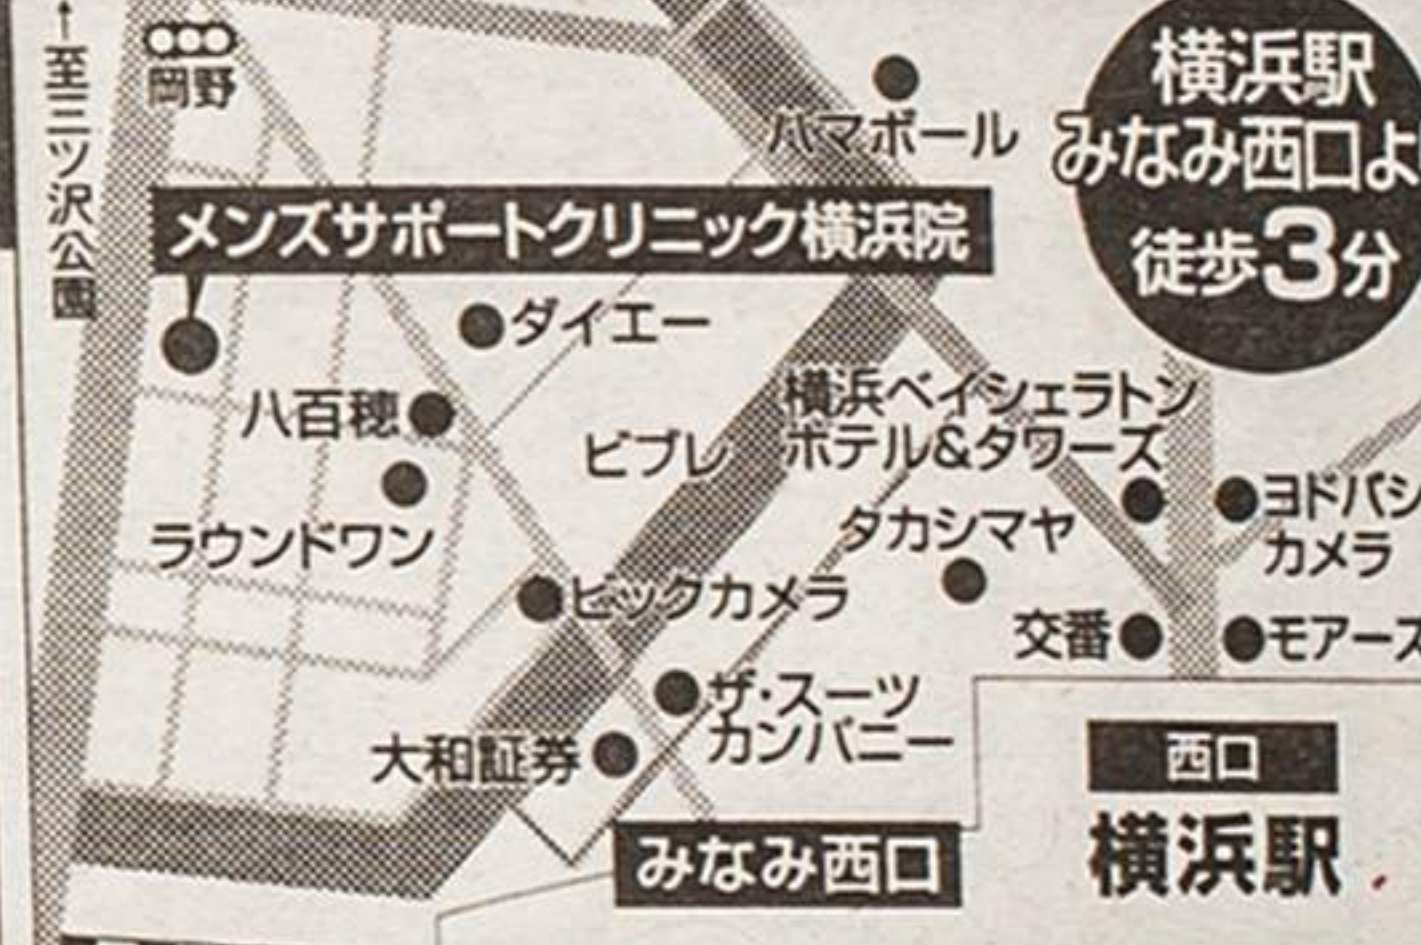 ↑至三ツ沢公園
岡野
ハマボール
横浜駅
みなみ西口よ
徒歩3分
メンズサポートクリニック横浜院
ダイエー
八百穂
ビブレ
横浜ベイシェラトン
ホテル&タワーズ
ヨドバシ
カメラ
ラウンドワン
タカシマヤ
ビックカメラ
交番
モアーズ
ザ・スーツ
カンパニー
大和証券
西口
横浜駅
みなみ西口